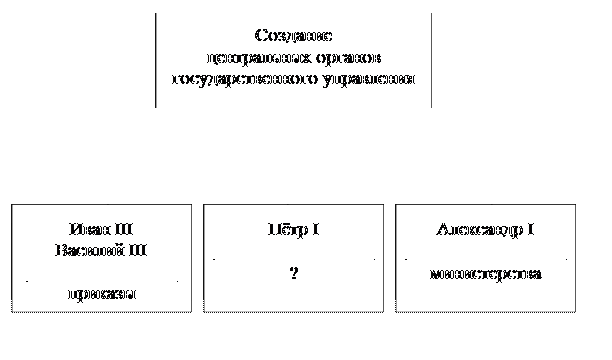 Создание
центральных органов
государственного управления
Иван III
Василий III
приказы
Пётр I
?
Александр I
министерства